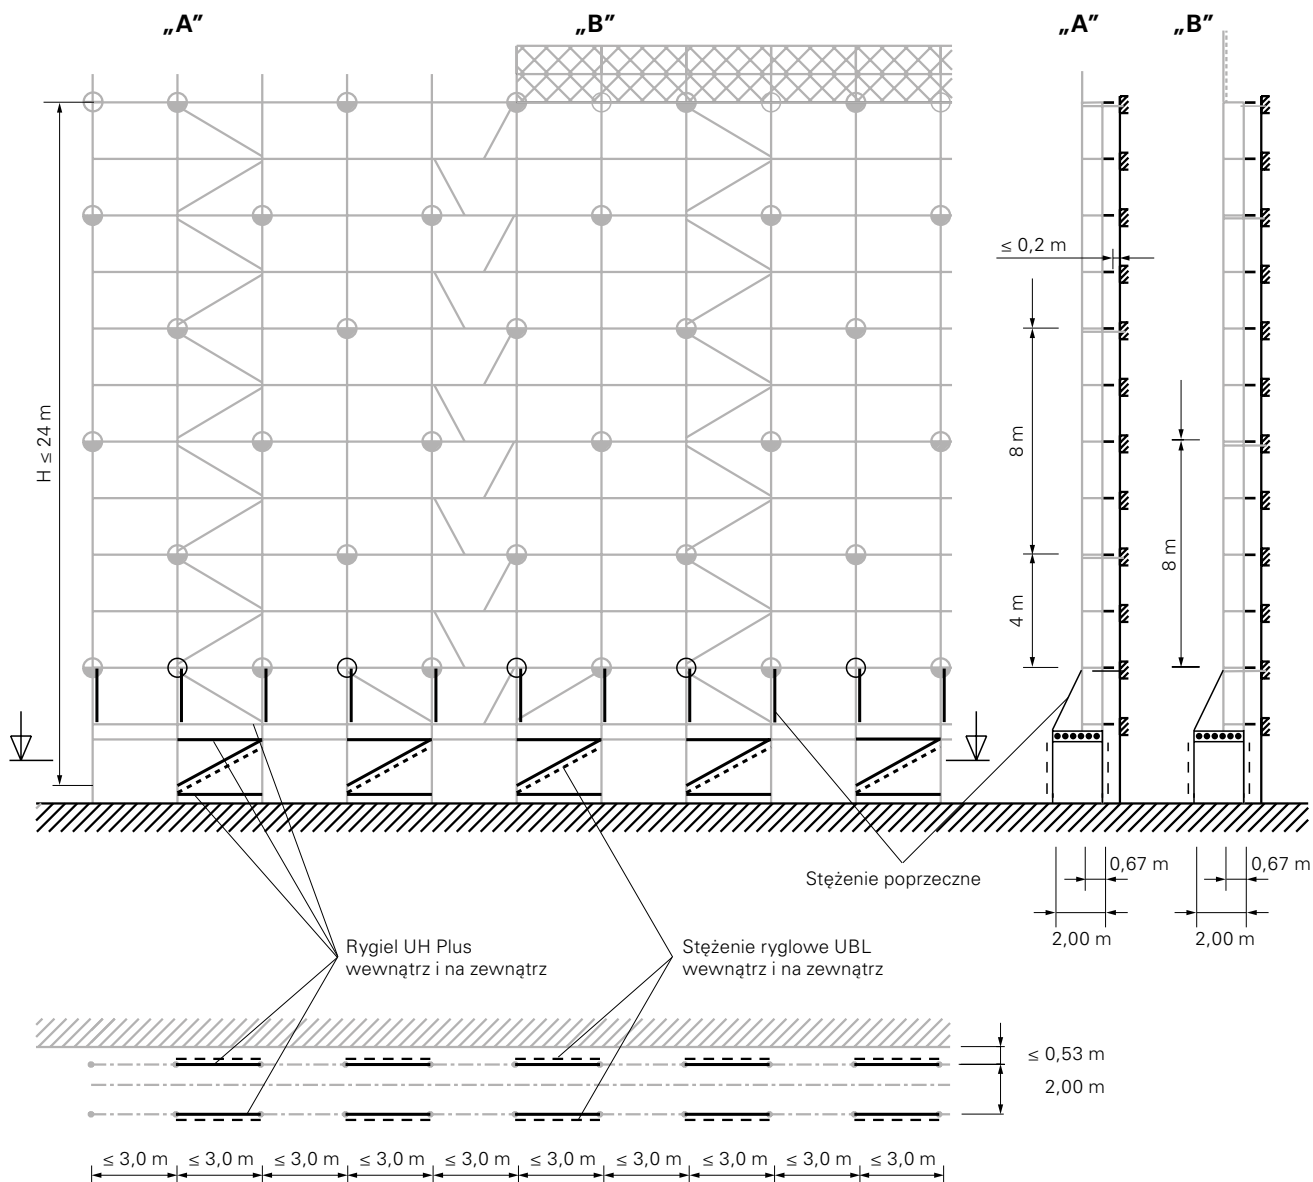 „A”
„B”
„A”
„B”
≤ 0,2 m
H ≤ 24 m
8 m
8 m
4 m
Stężenie poprzeczne
0,67 m
0,67 m
2,00 m
2,00 m
Rygiel UH Plus
wewnątrz i na zewnątrz
Stężenie ryglowe UBL
wewnątrz i na zewnątrz
≤ 0,53 m
2,00 m
≤ 3,0 m
≤ 3,0 m
≤ 3,0 m
≤ 3,0 m
≤ 3,0 m
≤ 3,0 m
≤ 3,0 m
≤ 3,0 m
≤ 3,0 m
≤ 3,0 m